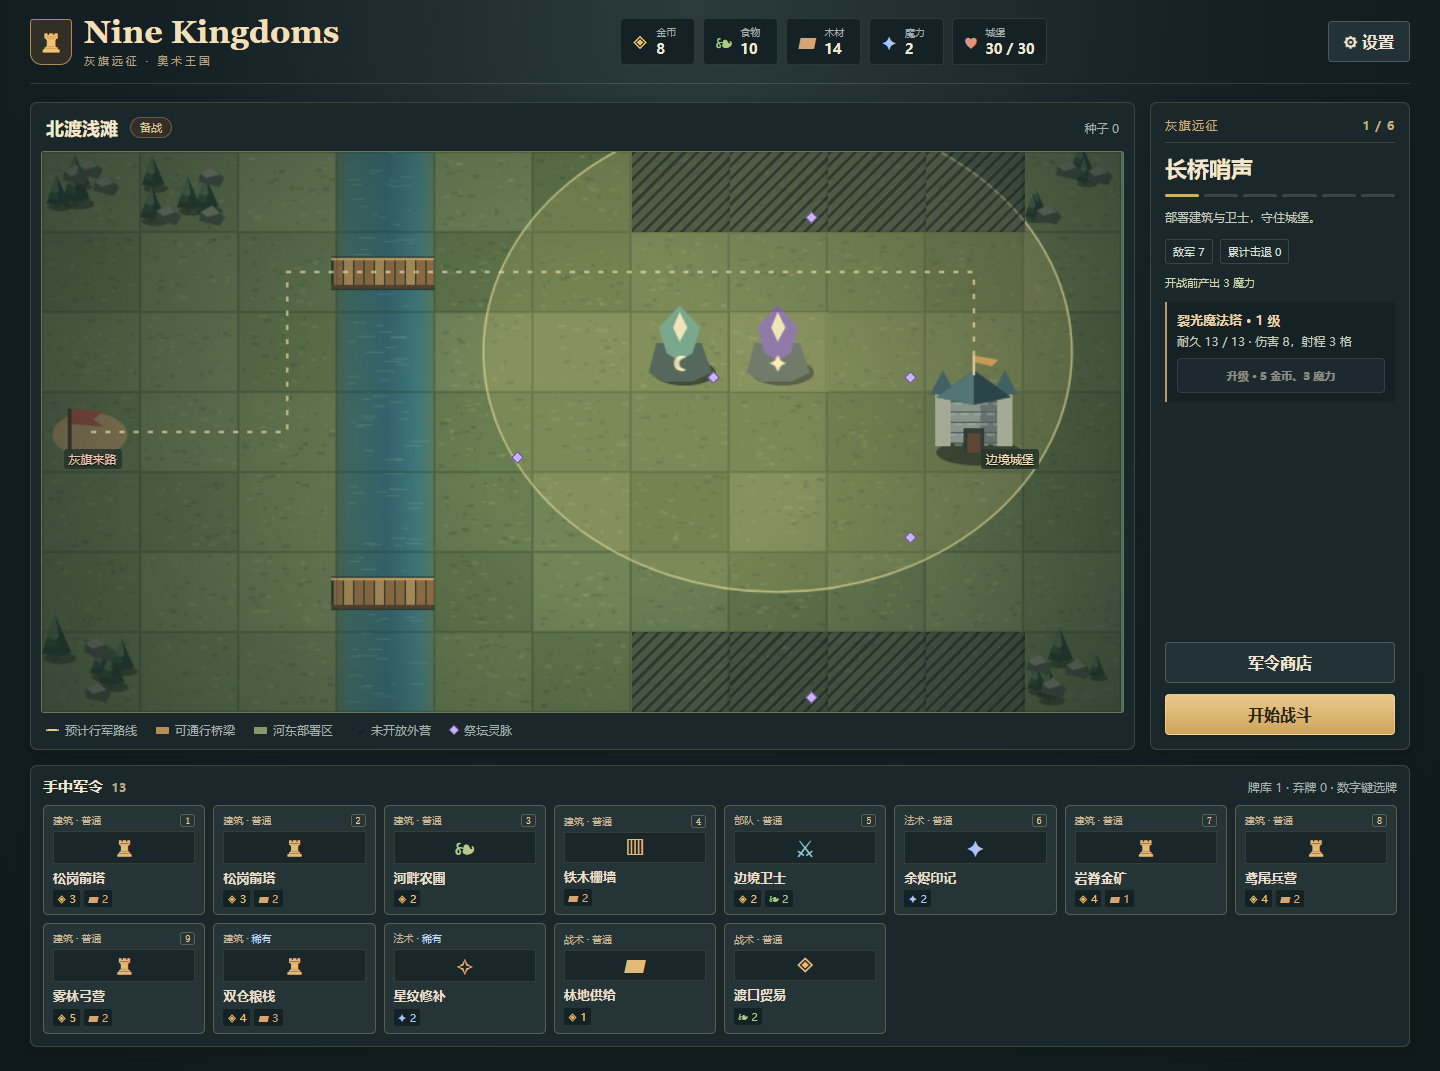 Nine Kingdoms
灰旗远征 · 奥术王国
金币
8
食物
10
木材
14
魔力
2
城堡
30 / 30
⚙ 设置
北渡浅滩 备战
种子 0
灰旗来路
边境城堡
预计行军路线 可通行桥梁 河东部署区 未开放外营 祭坛灵脉
灰旗远征 1 / 6
长桥哨声
部署建筑与卫士，守住城堡。
敌军 7 累计击退 0
开战前产出 3 魔力
裂光魔法塔 • 1 级
耐久 13 / 13 · 伤害 8，射程 3 格
升级 • 5 金币、3 魔力
军令商店
开始战斗
手中军令 13
牌库 1 · 弃牌 0 · 数字键选牌
建筑 · 普通 1
松岗箭塔
3 2
建筑 · 普通 2
松岗箭塔
3 2
建筑 · 普通 3
河畔农圃
2
建筑 · 普通 4
铁木栅墙
2
部队 · 普通 5
边境卫士
2 2
法术 · 普通 6
余烬印记
2
建筑 · 普通 7
岩脊金矿
4 1
建筑 · 普通 8
鸢尾兵营
4 2
建筑 · 普通 9
雾林弓营
5 2
建筑 · 稀有
双仓粮栈
4 3
法术 · 稀有
星纹修补
2
战术 · 普通
林地供给
1
战术 · 普通
渡口贸易
2